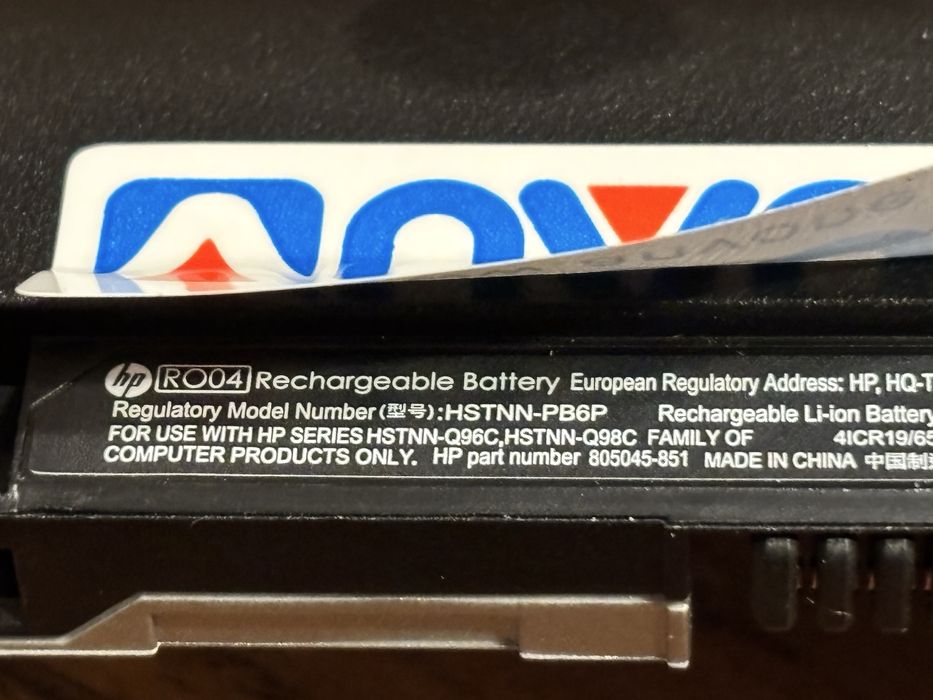 hp RO04 Rechargeable Battery European Regulatory Address: HP, HQ-T
Regulatory Model Number(型号):HSTNN-PB6P Rechargeable Li-ion Battery
FOR USE WITH HP SERIES HSTNN-Q96C,HSTNN-Q98C FAMILY OF 4ICR19/65
COMPUTER PRODUCTS ONLY. HP part number 805045-851 MADE IN CHINA 中国制造